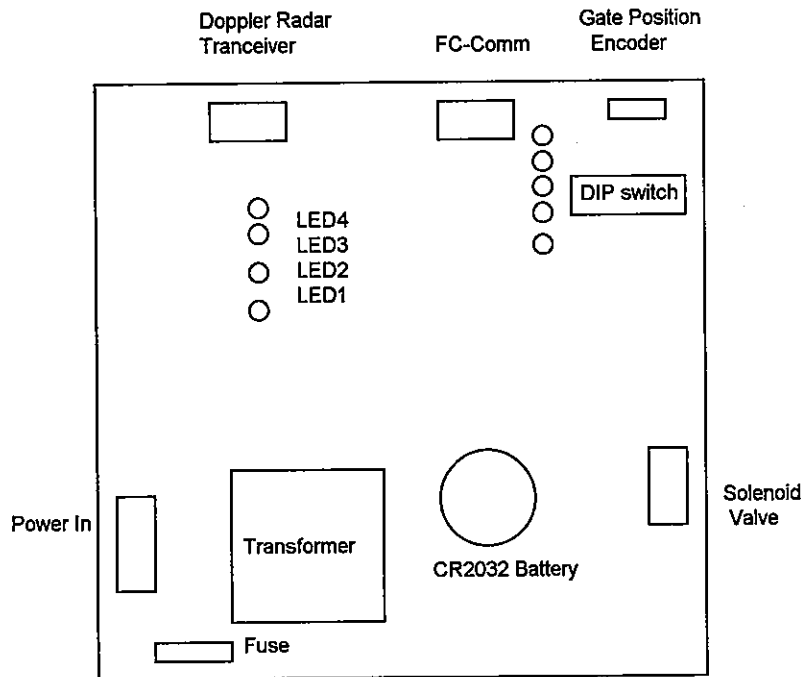 Doppler Radar
Tranceiver
FC-Comm
Gate Position
Encoder
DIP switch
LED4
LED3
LED2
LED1
Power In
Transformer
CR2032 Battery
Solenoid
Valve
Fuse